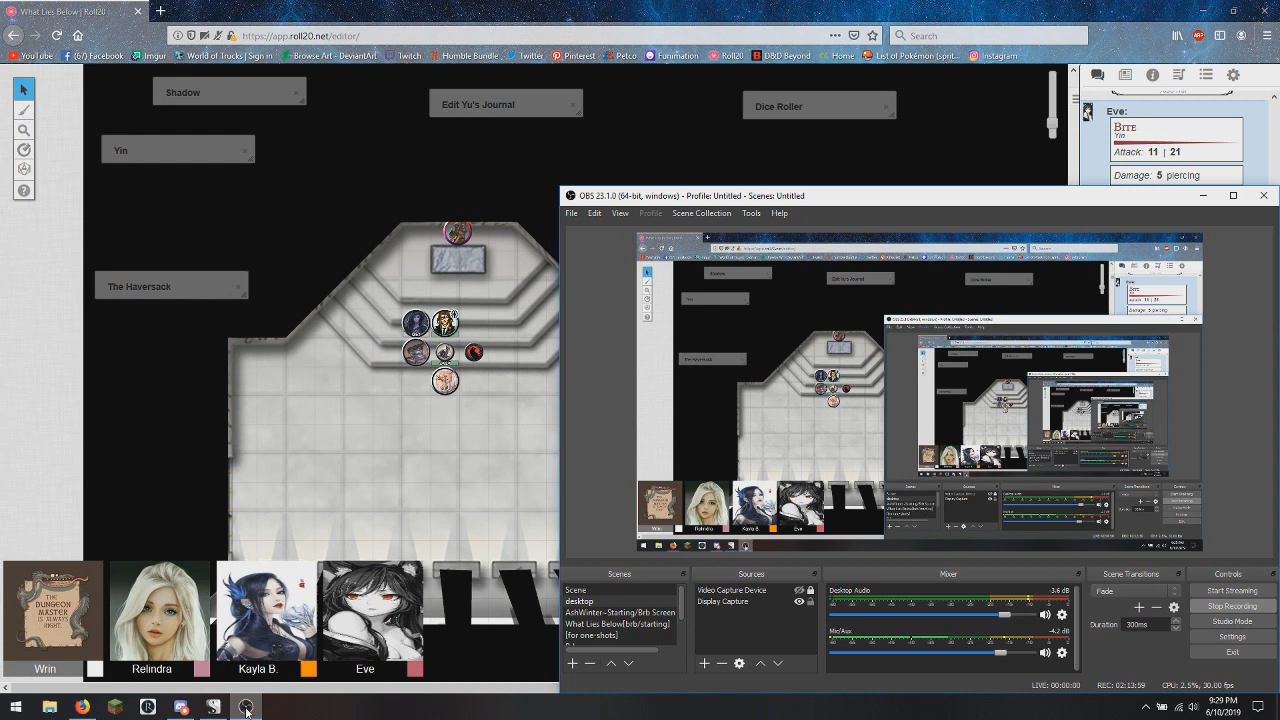 What Lies Below | Roll20
https://app.roll20.net/editor/
Search
YouTube (67) Facebook Imgur World of Trucks | Sign in Browse Art - DeviantArt Twitch Humble Bundle Twitter Pinterest Petco Funimation Roll20 D&D Beyond Home List of Pokémon (sprit... Instagram
Shadow
Edit Yu's Journal
Dice Roller
Yin
The Haversack
Eve:
BITE
Yin
Attack: 11 | 21
Damage: 5 piercing
OBS 23.1.0 (64-bit, windows) - Profile: Untitled - Scenes: Untitled
File Edit View Profile Scene Collection Tools Help
THE
DUNGEON
MASTER
IS ALWAYS
RIGHT.
Wrin
Relindra
Kayla B.
Eve
Scenes
Scene
desktop
AshWinter~Starting/Brb Screen
What Lies Below[brb/starting]
[for one-shots]
Sources
Video Capture Device
Display Capture
Mixer
Desktop Audio -3.6 dB
Mic/Aux -4.2 dB
Scene Transitions
Fade
Duration 300ms
Controls
Start Streaming
Stop Recording
Studio Mode
Settings
Exit
LIVE: 00:00:00 REC: 02:13:59 CPU: 2.5%, 30.00 fps
9:29 PM
6/10/2019